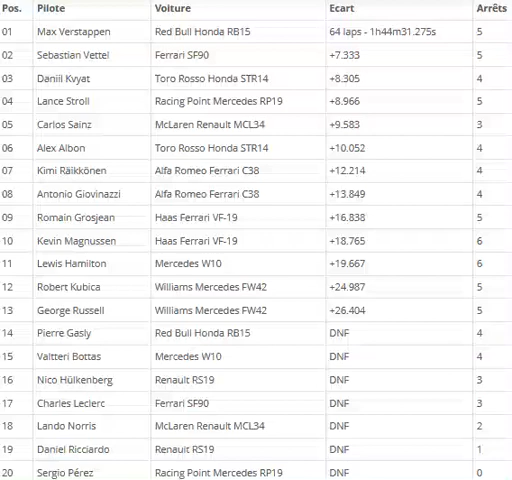 Pos. Pilote Voiture Ecart Arrêts
01 Max Verstappen Red Bull Honda RB15 64 laps - 1h44m31.275s 5
02 Sebastian Vettel Ferrari SF90 +7.333 5
03 Daniil Kvyat Toro Rosso Honda STR14 +8.305 4
04 Lance Stroll Racing Point Mercedes RP19 +8.966 5
05 Carlos Sainz McLaren Renault MCL34 +9.583 3
06 Alex Albon Toro Rosso Honda STR14 +10.052 4
07 Kimi Räikkönen Alfa Romeo Ferrari C38 +12.214 4
08 Antonio Giovinazzi Alfa Romeo Ferrari C38 +13.849 4
09 Romain Grosjean Haas Ferrari VF-19 +16.838 5
10 Kevin Magnussen Haas Ferrari VF-19 +18.765 6
11 Lewis Hamilton Mercedes W10 +19.667 6
12 Robert Kubica Williams Mercedes FW42 +24.987 5
13 George Russell Williams Mercedes FW42 +26.404 5
14 Pierre Gasly Red Bull Honda RB15 DNF 4
15 Valtteri Bottas Mercedes W10 DNF 4
16 Nico Hülkenberg Renault RS19 DNF 3
17 Charles Leclerc Ferrari SF90 DNF 3
18 Lando Norris McLaren Renault MCL34 DNF 2
19 Daniel Ricciardo Renault RS19 DNF 1
20 Sergio Pérez Racing Point Mercedes RP19 DNF 0